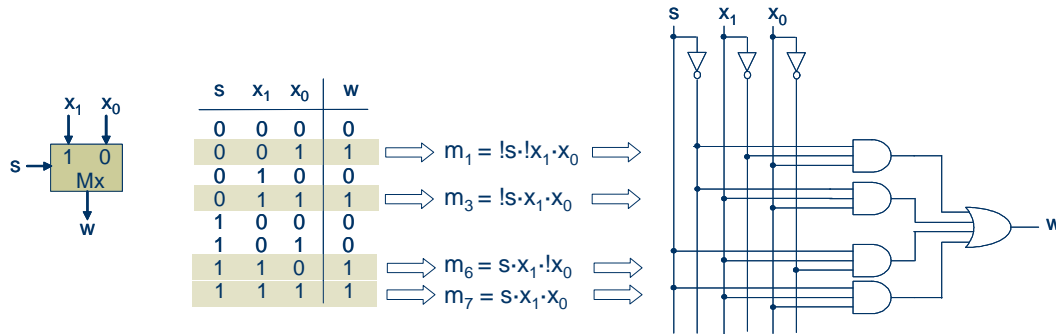 x₁ x₀
s
1 0
Mx
w
s x₁ x₀ w
0 0 0 0
0 0 1 1
0 1 0 0
0 1 1 1
1 0 0 0
1 0 1 0
1 1 0 1
1 1 1 1
m₁ = !s·!x₁·x₀
m₃ = !s·x₁·x₀
m₆ = s·x₁·!x₀
m₇ = s·x₁·x₀
s x₁ x₀
w